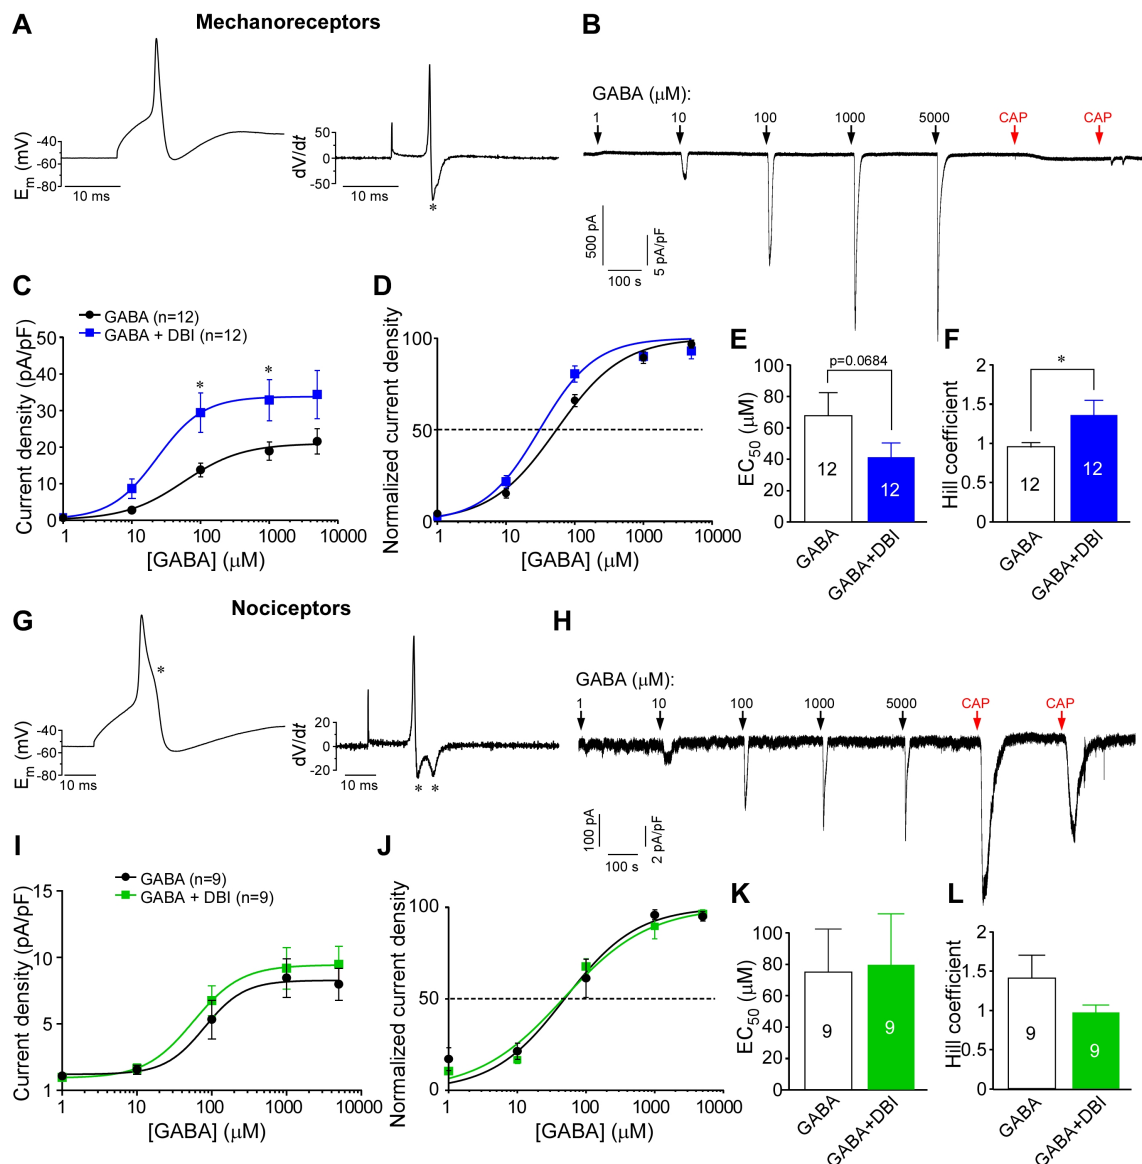 A
Mechanoreceptors
Em (mV)
-40
-60
-80
10 ms
dV/dt
50
0
-50
10 ms
*
B
GABA (μM):
1
10
100
1000
5000
CAP
CAP
500 pA
100 s
5 pA/pF
C
GABA (n=12)
GABA + DBI (n=12)
Current density (pA/pF)
50
40
30
20
10
0
*
*
1
10
100
1000
10000
[GABA] (μM)
D
Normalized current density
100
50
0
1
10
100
1000
10000
[GABA] (μM)
E
EC50 (μM)
100
80
60
40
20
0
p=0.0684
12
12
GABA
GABA+DBI
F
Hill coefficient
2
1.5
1
0.5
0
*
12
12
GABA
GABA+DBI
G
Nociceptors
Em (mV)
-40
-60
-80
10 ms
*
dV/dt
20
0
-20
10 ms
* *
H
GABA (μM):
1
10
100
1000
5000
CAP
CAP
100 pA
100 s
2 pA/pF
I
GABA (n=9)
GABA + DBI (n=9)
Current density (pA/pF)
15
10
5
1
1
10
100
1000
10000
[GABA] (μM)
J
Normalized current density
100
50
0
1
10
100
1000
10000
[GABA] (μM)
K
EC50 (μM)
100
80
60
40
20
0
9
9
GABA
GABA+DBI
L
Hill coefficient
2
1.5
1
0.5
0
9
9
GABA
GABA+DBI